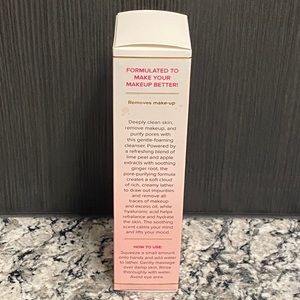 FORMULATED TO
MAKE YOUR
MAKEUP BETTER!
Removes make-up
Deeply clean skin,
remove makeup, and
purify pores with
this gentle-foaming
cleanser. Powered by
a refreshing blend of
lime peel and apple
extracts with soothing
ginger root, the
pore-purifying formula
creates a soft cloud
of rich, creamy lather
to draw out impurities
and remove all
traces of makeup
and excess oil, while
hyaluronic acid helps
rebalance and hydrate
the skin. The soothing
scent calms your mind
and lifts your mood.
HOW TO USE:
Squeeze a small amount
onto hands and add water
to lather. Gently massage
over damp skin. Rinse
thoroughly with water.
Avoid eye area.